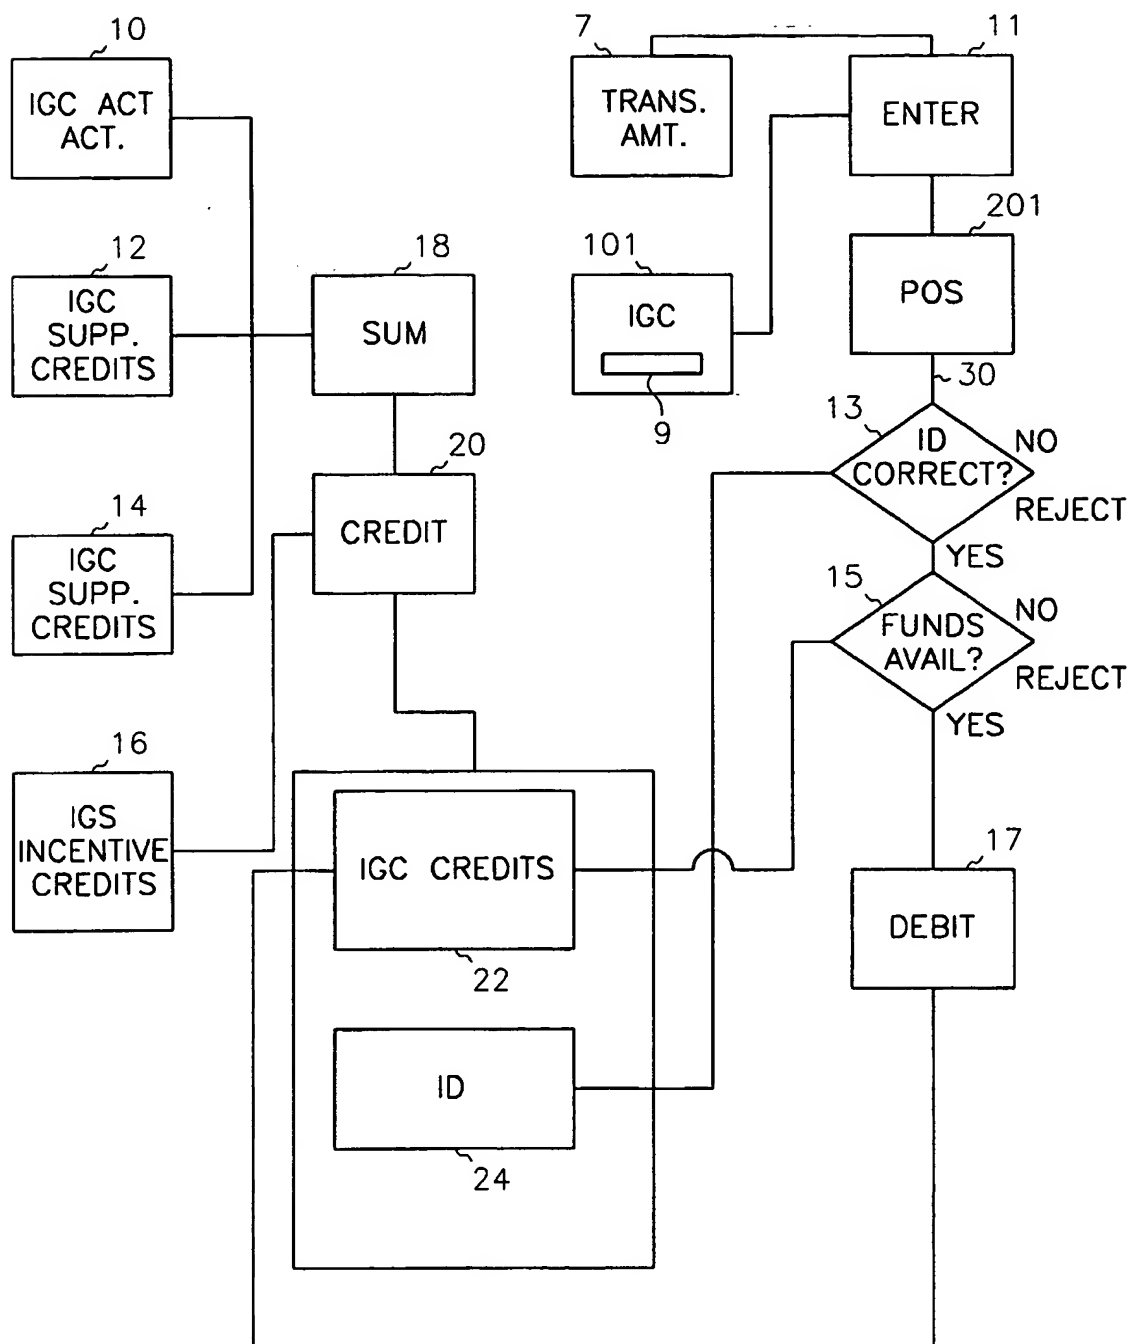 10
IGC ACT
ACT.
7
TRANS.
AMT.
11
ENTER
12
IGC
SUPP.
CREDITS
18
SUM
101
IGC
9
201
POS
30
13
ID
CORRECT?
NO
REJECT
YES
14
IGC
SUPP.
CREDITS
20
CREDIT
15
FUNDS
AVAIL?
NO
REJECT
YES
16
IGS
INCENTIVE
CREDITS
IGC CREDITS
22
17
DEBIT
ID
24